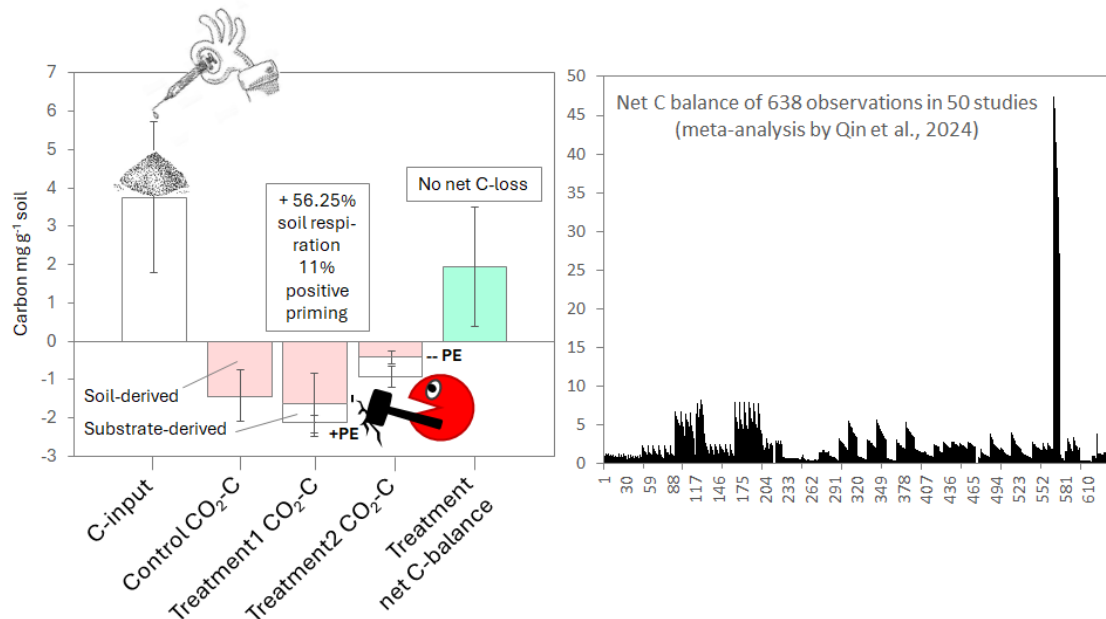 7
6
5
4
3
2
1
0
-1
-2
-3
Carbon mg g⁻¹ soil
+ 56.25%
soil respi-
ration
11%
positive
priming
No net C-loss
Soil-derived
Substrate-derived
+PE
-- PE
C-input
Control CO₂-C
Treatment1 CO₂-C
Treatment2 CO₂-C
Treatment
net C-balance
50
45
40
35
30
25
20
15
10
5
0
Net C balance of 638 observations in 50 studies
(meta-analysis by Qin et al., 2024)
1
30
59
88
117
146
175
204
233
262
291
320
349
378
407
436
465
494
523
552
581
610